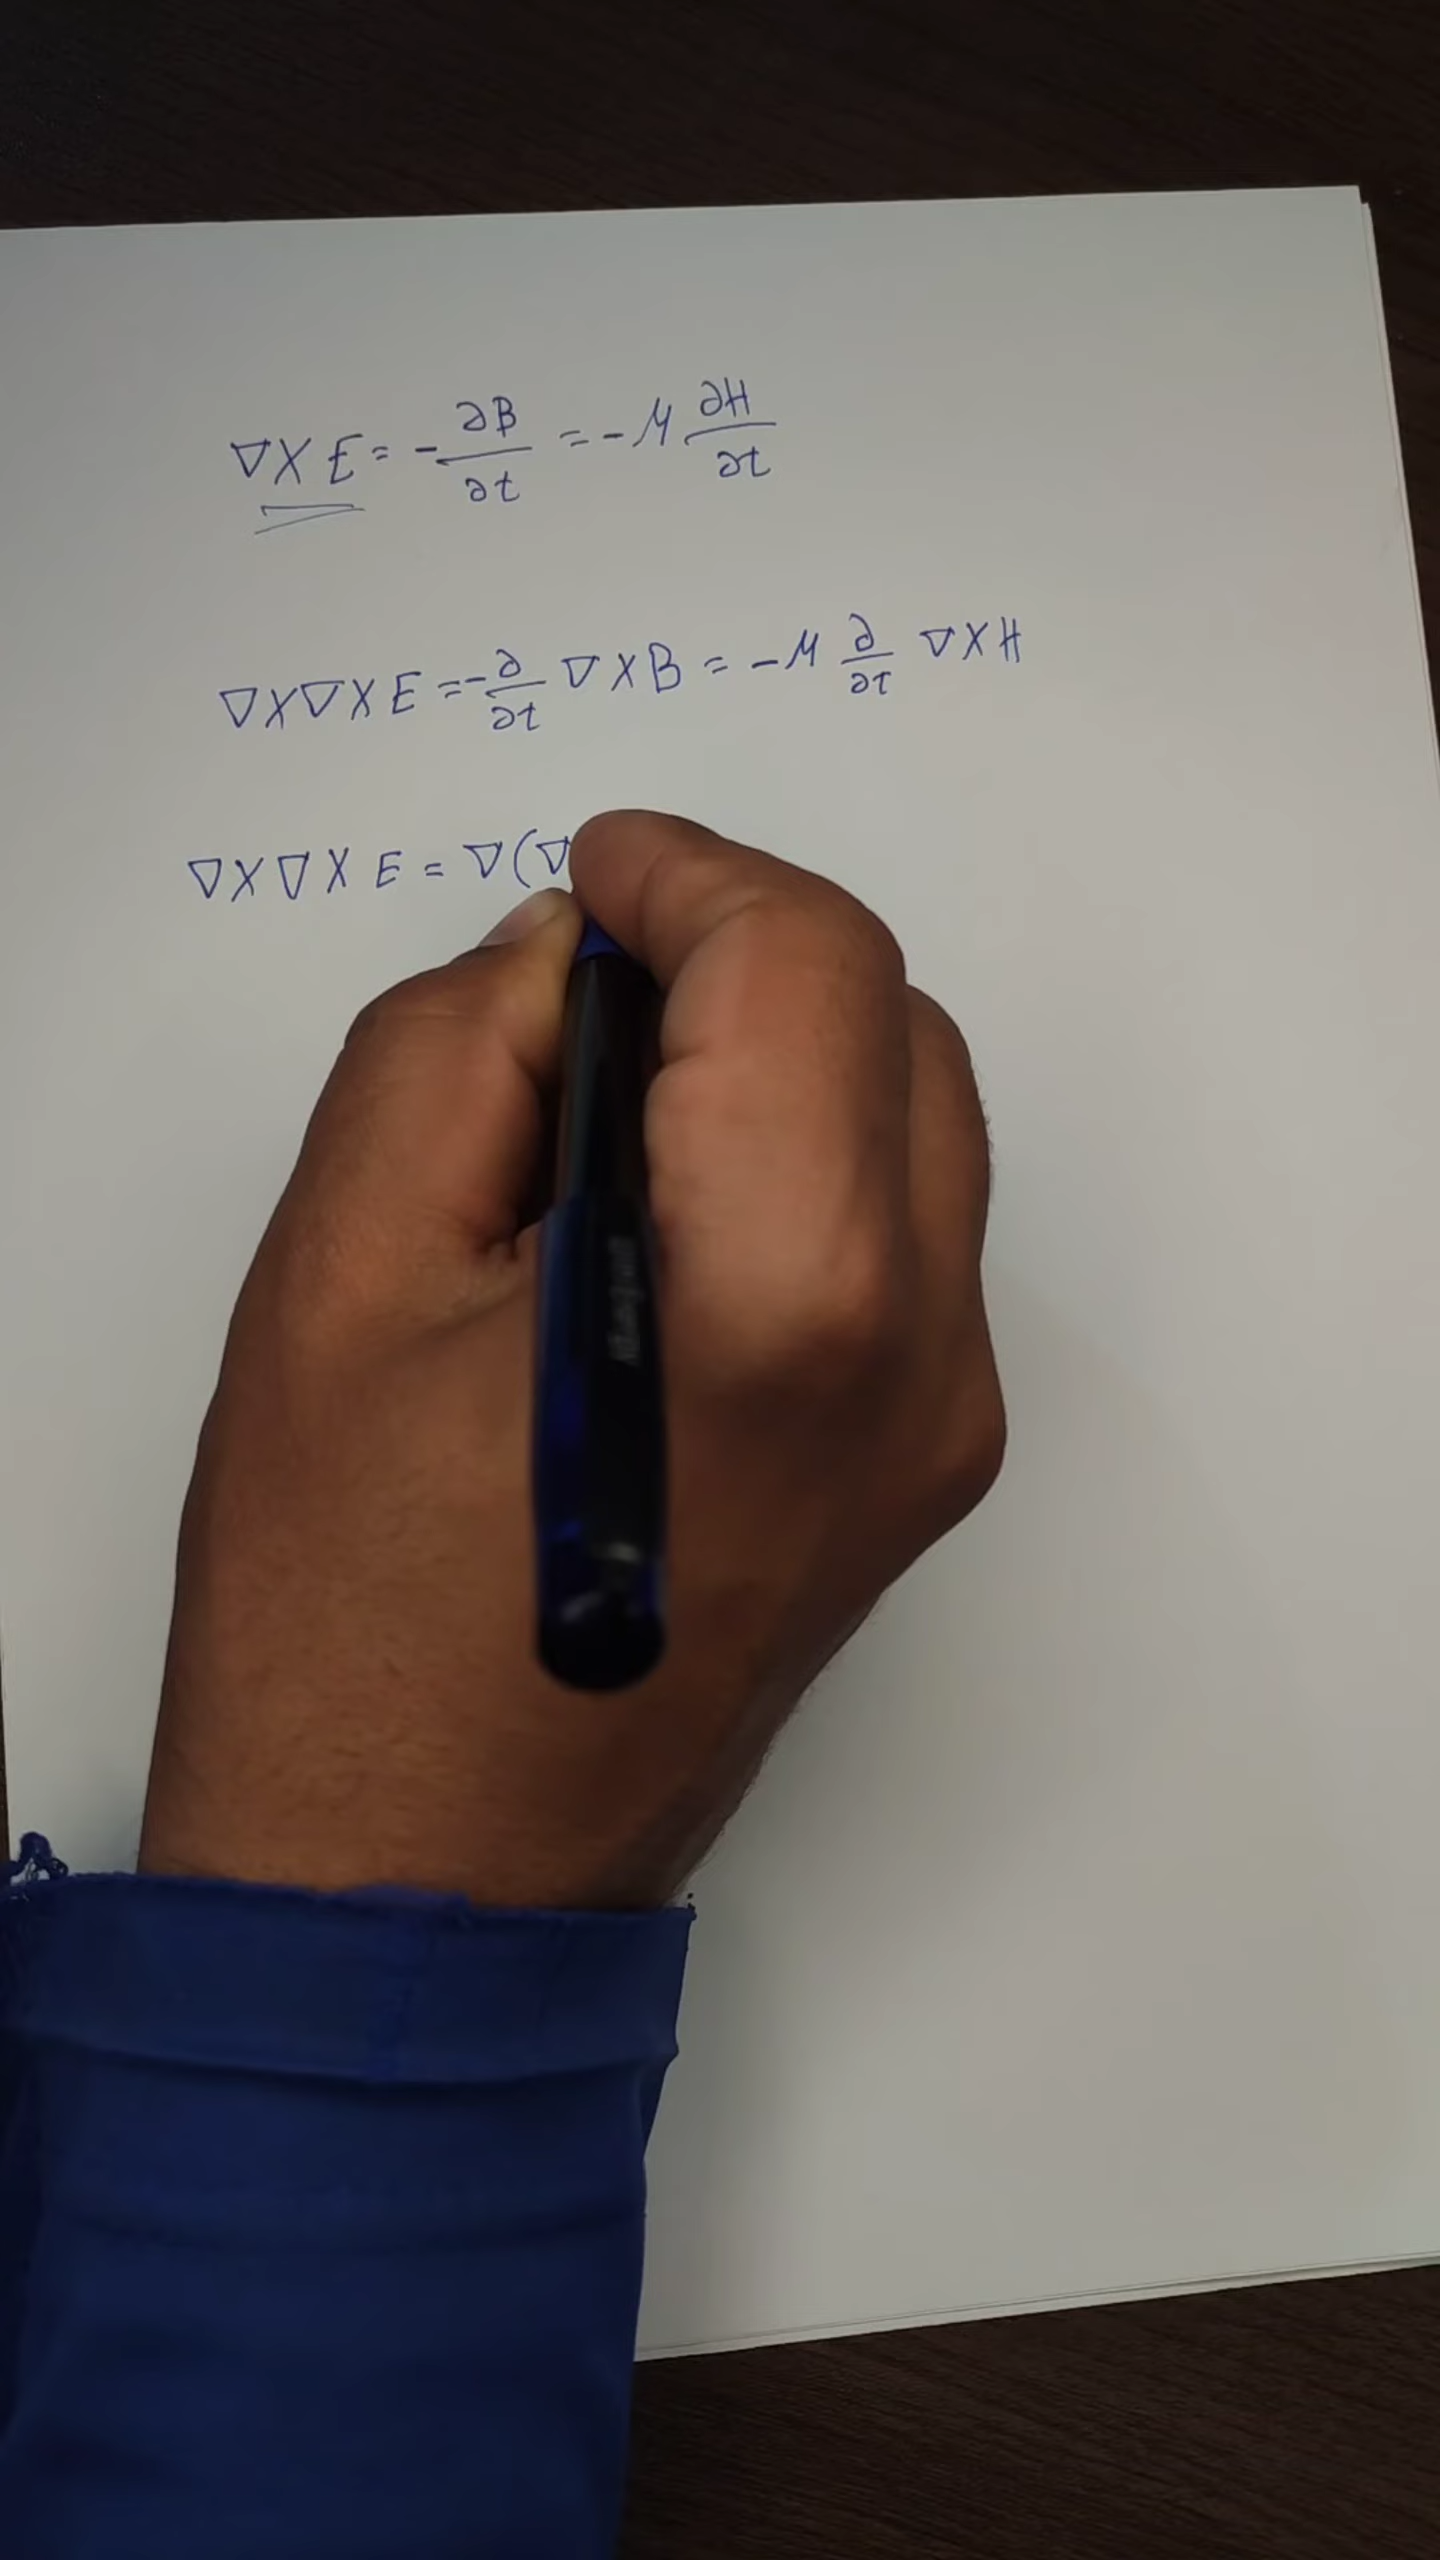 ∇X E = - ∂B/∂t = - μ ∂H/∂t
∇X∇X E = - ∂/∂t ∇XB = - μ ∂/∂t ∇XH
∇X∇X E = ∇(∇